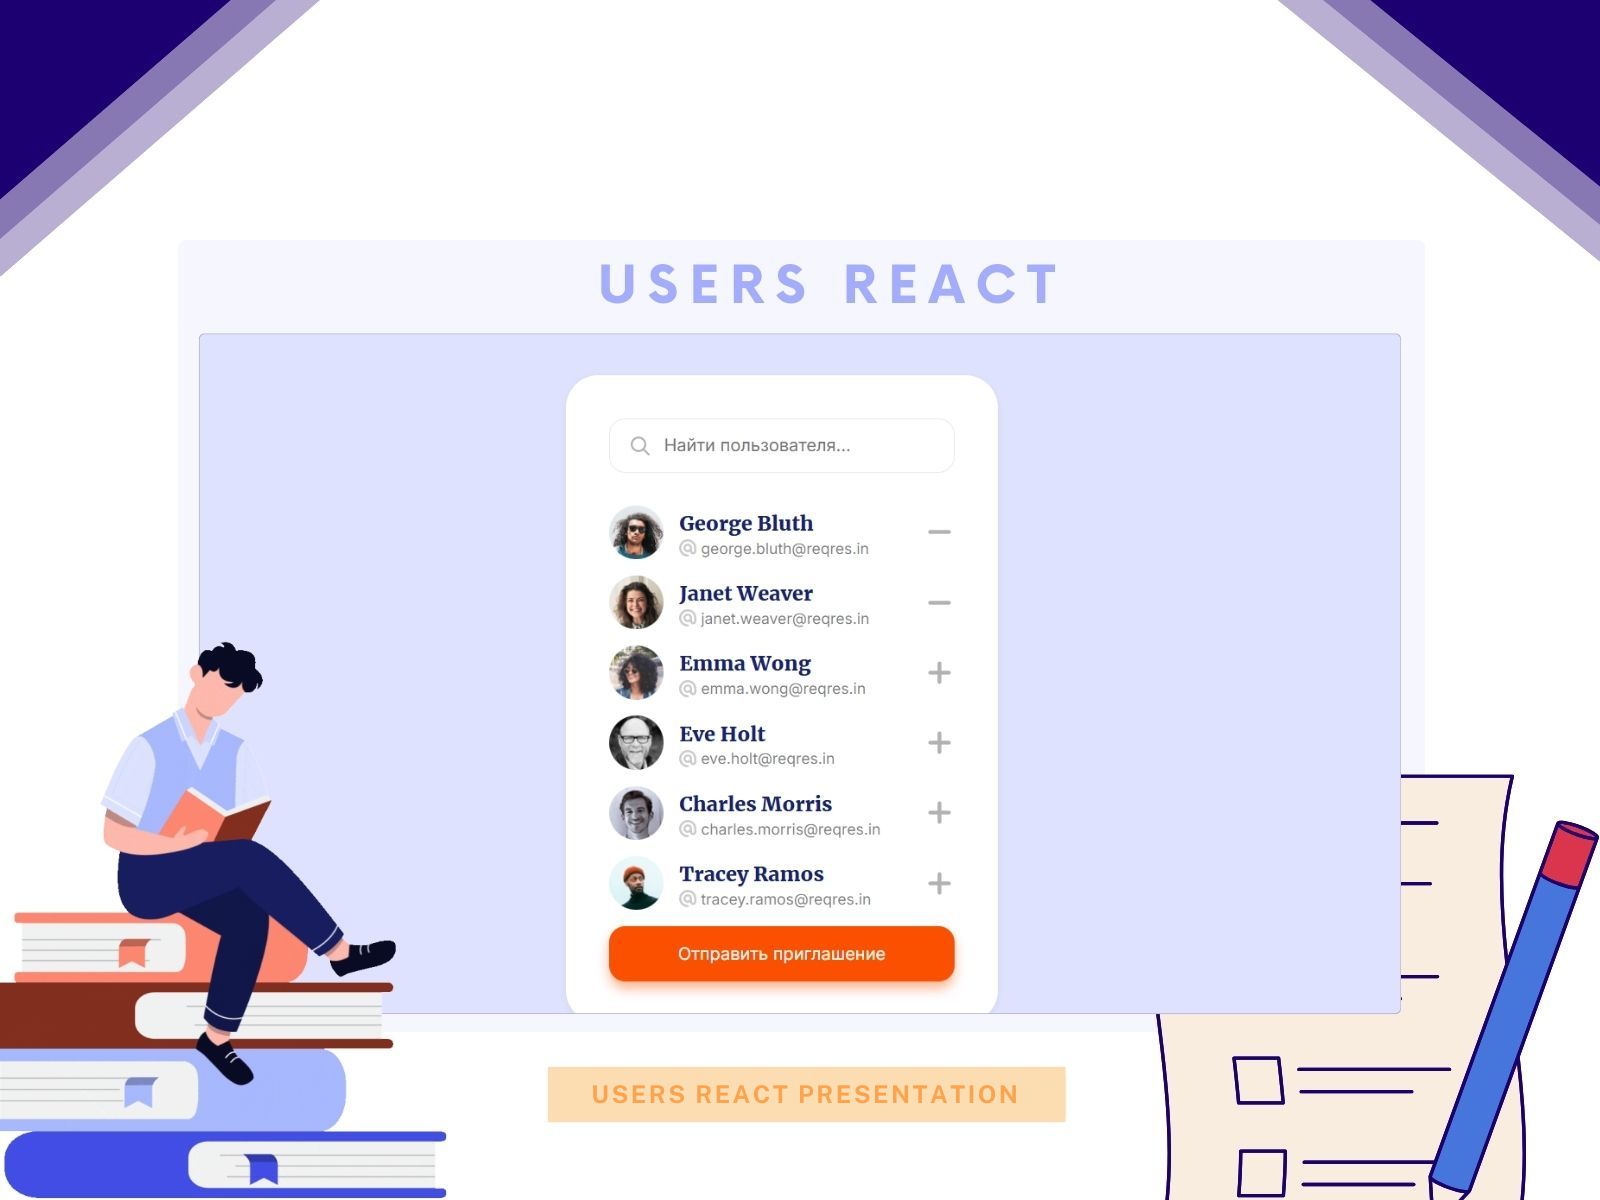 USERS REACT
Найти пользователя...
George Bluth
george.bluth@reqres.in
Janet Weaver
janet.weaver@reqres.in
Emma Wong
emma.wong@reqres.in
Eve Holt
eve.holt@reqres.in
Charles Morris
charles.morris@reqres.in
Tracey Ramos
tracey.ramos@reqres.in
Отправить приглашение
USERS REACT PRESENTATION